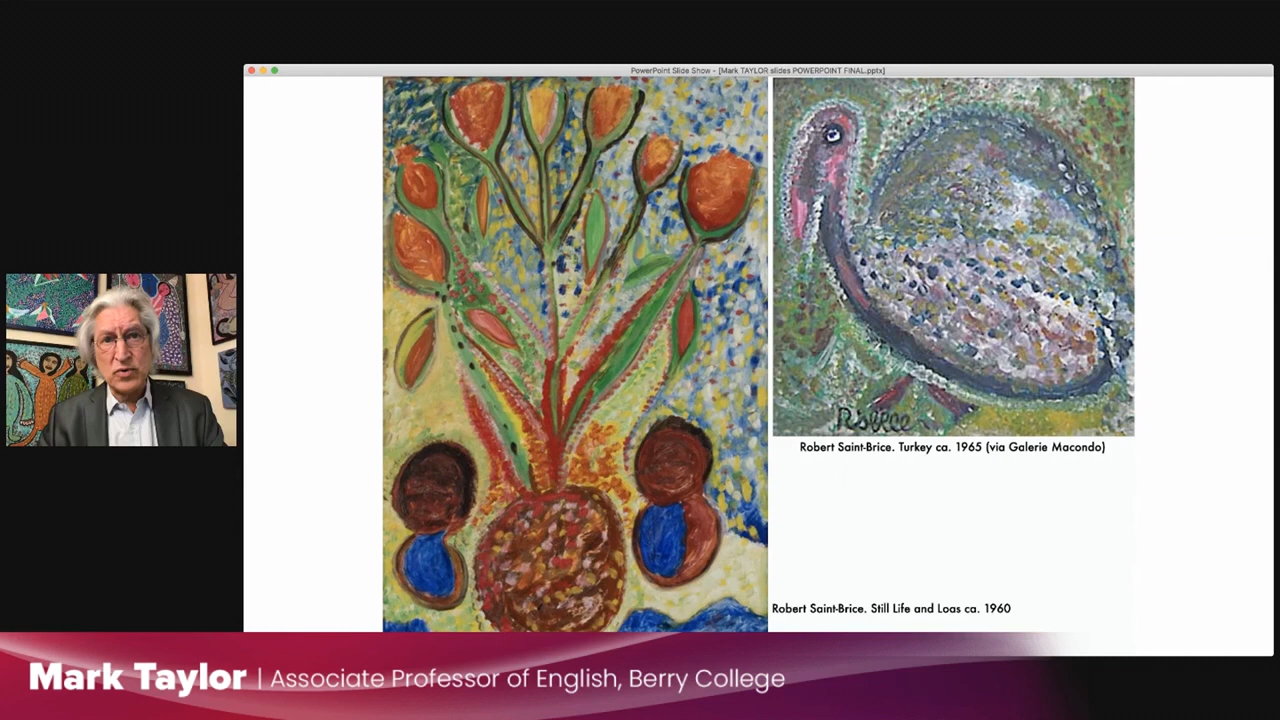 PowerPoint Slide Show - [Mark TAYLOR slides POWERPOINT FINAL.pptx]
Robert Saint-Brice. Turkey ca. 1965 (via Galerie Macondo)
Robert Saint-Brice. Still Life and Loas ca. 1960
Mark Taylor | Associate Professor of English, Berry College